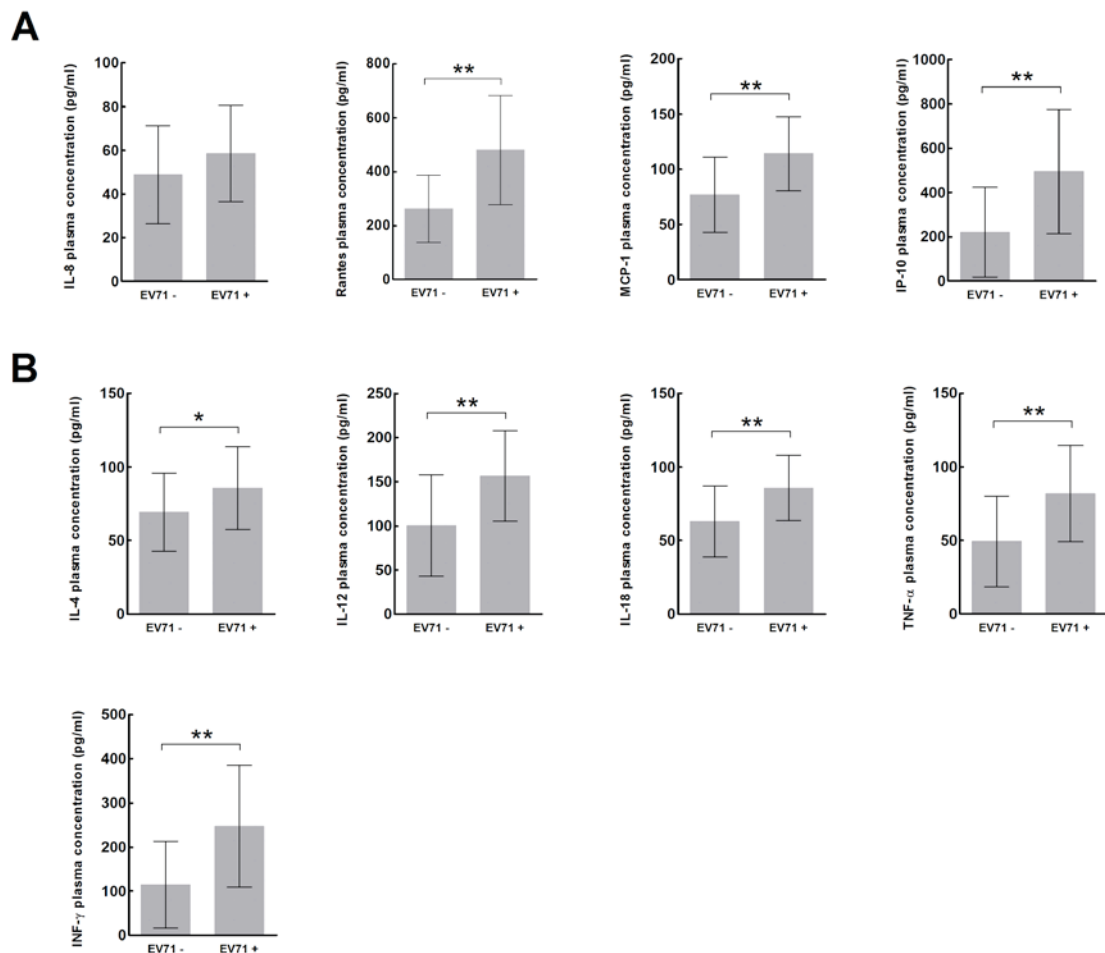 A
IL-8 plasma concentration (pg/ml)
100
80
60
40
20
0
EV71 -
EV71 +
Rantes plasma concentration (pg/ml)
800
600
400
200
0
**
EV71 -
EV71 +
MCP-1 plasma concentration (pg/ml)
200
150
100
50
0
**
EV71 -
EV71 +
IP-10 plasma concentration (pg/ml)
1000
800
600
400
200
0
**
EV71 -
EV71 +
B
IL-4 plasma concentration (pg/ml)
150
100
50
0
*
EV71 -
EV71 +
IL-12 plasma concentration (pg/ml)
250
200
150
100
50
0
**
EV71 -
EV71 +
IL-18 plasma concentration (pg/ml)
150
100
50
0
**
EV71 -
EV71 +
TNF-α plasma concentration (pg/ml)
150
100
50
0
**
EV71 -
EV71 +
INF-γ plasma concentration (pg/ml)
500
400
300
200
100
0
**
EV71 -
EV71 +